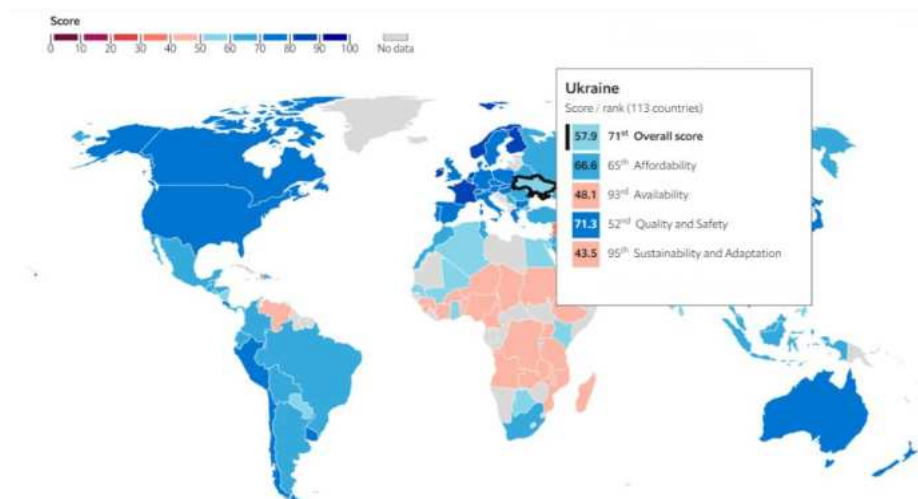 Score
0 10 20 30 40 50 60 70 80 90 100 No data
Ukraine
Score / rank (113 countries)
57.9 71st Overall score
66.6 65th Affordability
48.1 93rd Availability
71.3 52nd Quality and Safety
43.5 95th Sustainability and Adaptation